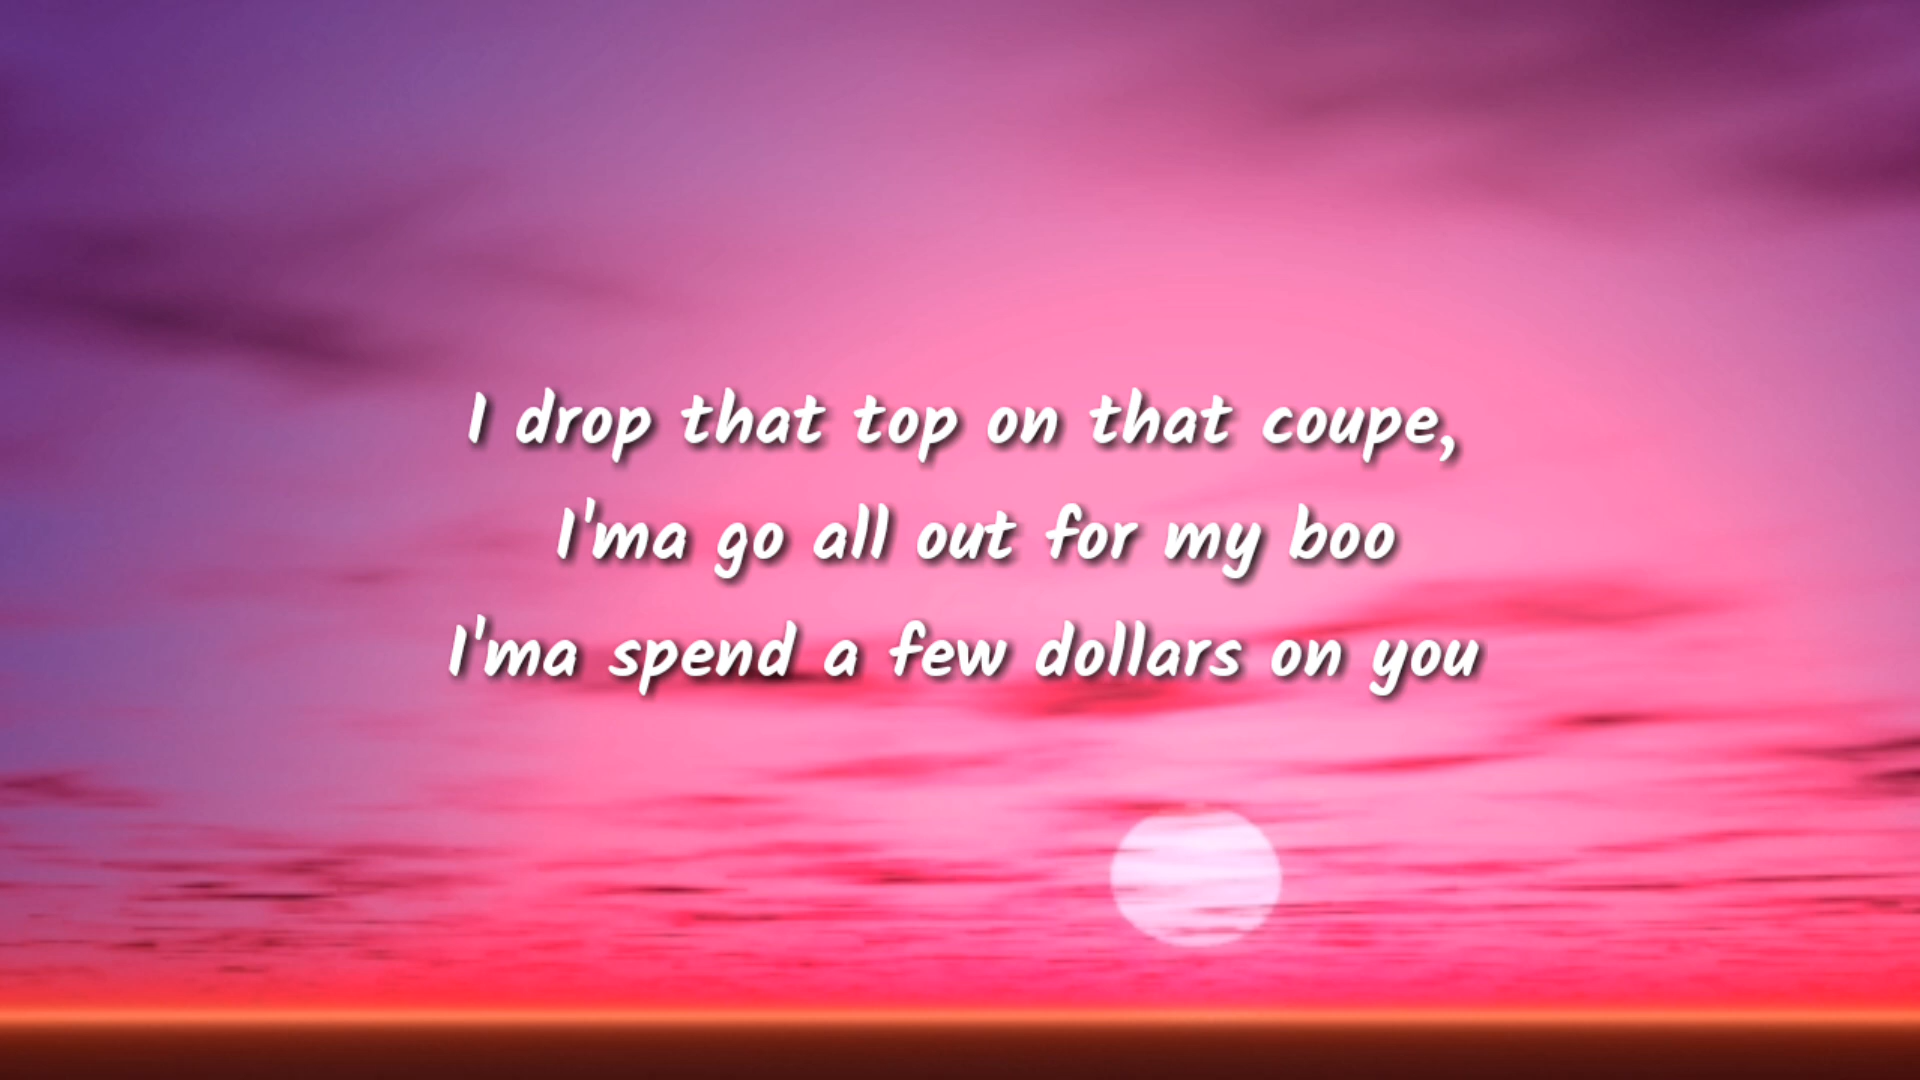 I drop that top on that coupe,
I'ma go all out for my boo
I'ma spend a few dollars on you